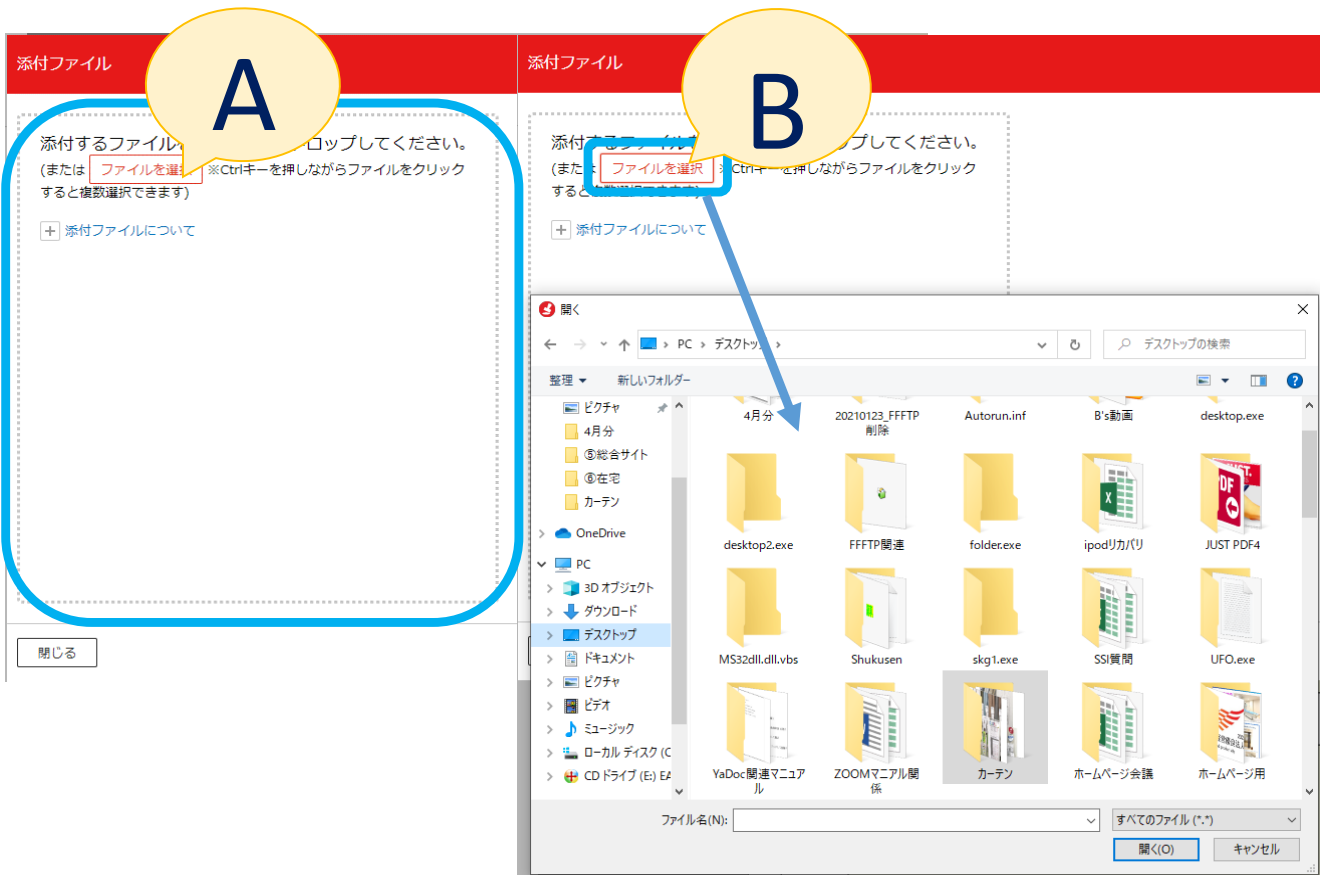 添付ファイル
A
添付するファイル
ロップしてください。
(または ファイルを選択 ※Ctrlキーを押しながらファイルをクリック
すると複数選択できます)
添付ファイルについて
閉じる
添付ファイル
B
添付するファイルを
プしてください。
(または ファイルを選択 ※Ctrlキーを押しながらファイルをクリック
すると複数選択できます)
添付ファイルについて
開く
PC › デスクトップ ›
デスクトップの検索
整理
新しいフォルダー
ピクチャ
4月分
⑤総合サイト
⑥在宅
カーテン
OneDrive
PC
3D オブジェクト
ダウンロード
デスクトップ
ドキュメント
ピクチャ
ビデオ
ミュージック
ローカル ディスク (C
CD ドライブ (E:) EA
4月分
20210123_FFFTP
削除
Autorun.inf
B's動画
desktop.exe
desktop2.exe
FFFTP関連
folder.exe
ipodリカバリ
JUST PDF4
MS32dll.dll.vbs
Shukusen
skg1.exe
SSI質問
UFO.exe
YaDoc関連マニュア
ル
ZOOMマニアル関
係
カーテン
ホームページ会議
ホームページ用
ファイル名(N):
すべてのファイル (*.*)
開く(O)
キャンセル